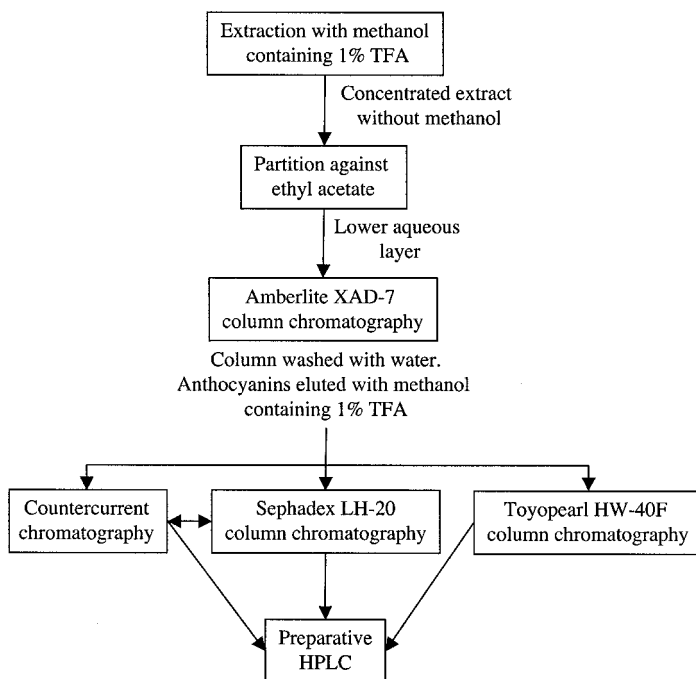 Extraction with methanol
containing 1% TFA
Concentrated extract
without methanol
Partition against
ethyl acetate
Lower aqueous
layer
Amberlite XAD-7
column chromatography
Column washed with water.
Anthocyanins eluted with methanol
containing 1% TFA
Countercurrent
chromatography
Sephadex LH-20
column chromatography
Toyopearl HW-40F
column chromatography
Preparative
HPLC